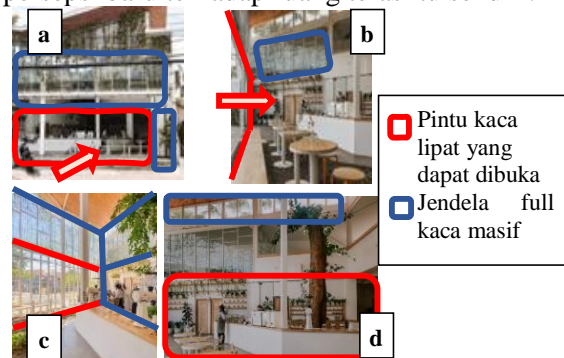 a
b
Pintu kaca
lipat yang
dapat dibuka
Jendela full
kaca masif
c
d